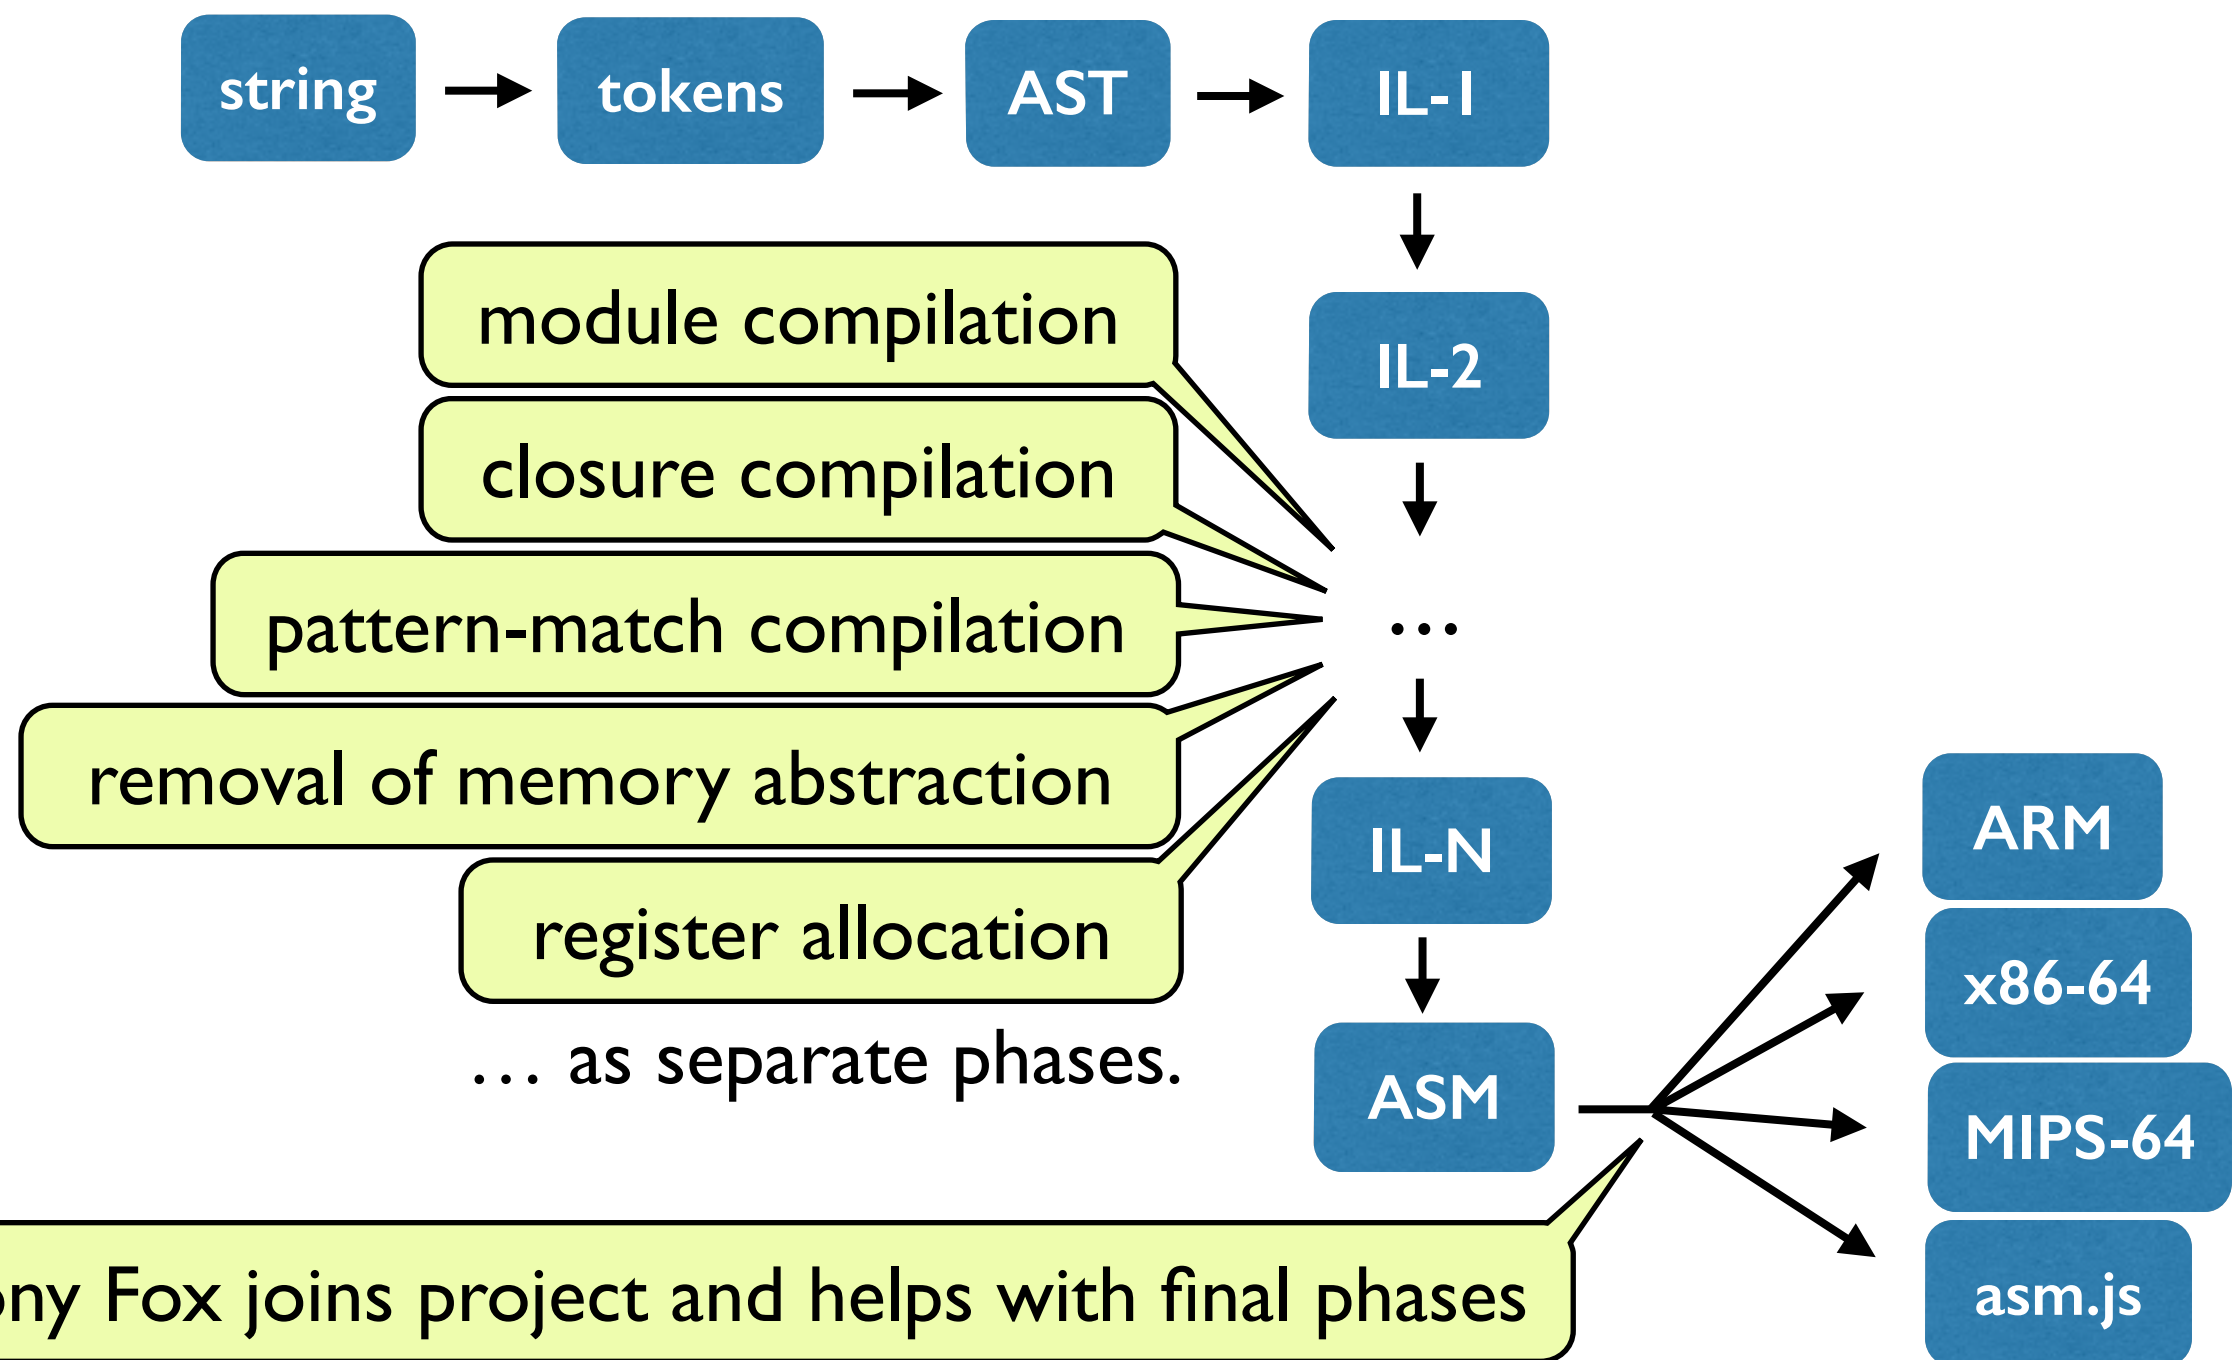 string
tokens
AST
IL-1
module compilation
IL-2
closure compilation
pattern-match compilation
...
removal of memory abstraction
IL-N
ARM
register allocation
x86-64
… as separate phases.
ASM
MIPS-64
Fox joins project and helps with final phases
asm.js